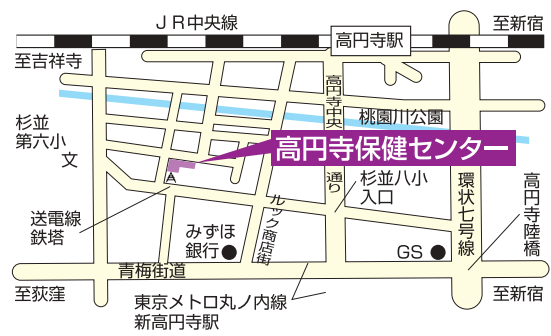 JR中央線
至新宿
高円寺駅
至吉祥寺
高円寺中央
桃園川公園
杉並
第六小
文
高円寺保健センター
通り
杉並八小
入口
環状七号線
高円寺陸橋
送電線
鉄塔
みずほ
銀行
ルック商店街
GS
青梅街道
至荻窪
東京メトロ丸ノ内線
新高円寺駅
至新宿